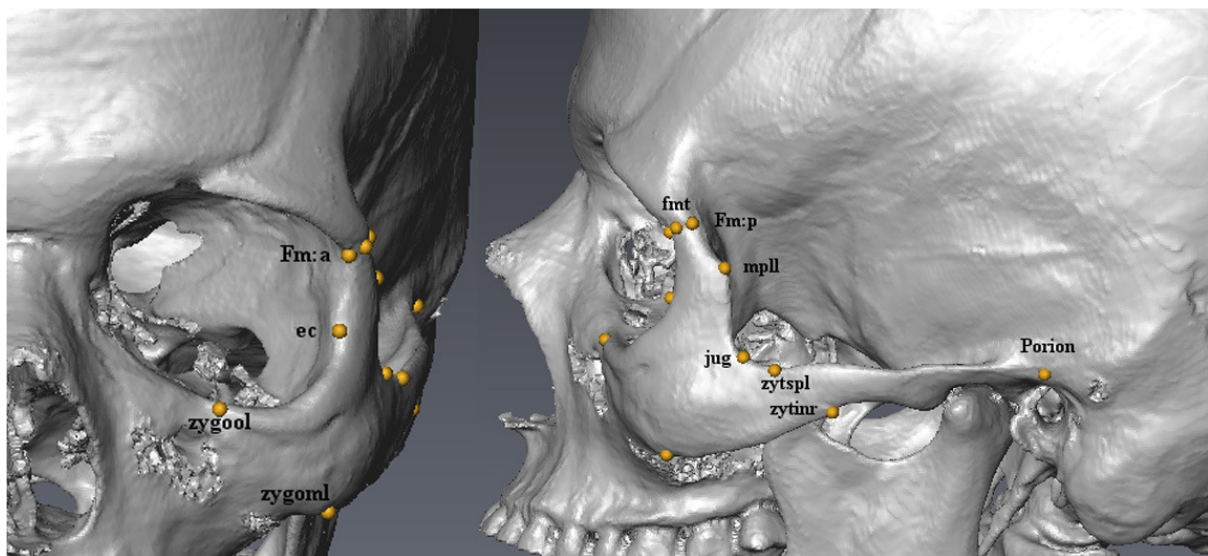 Fm:a
ec
zygool
zygoml
fmt
Fm:p
mpll
jug
zytspl
zytinr
Porion